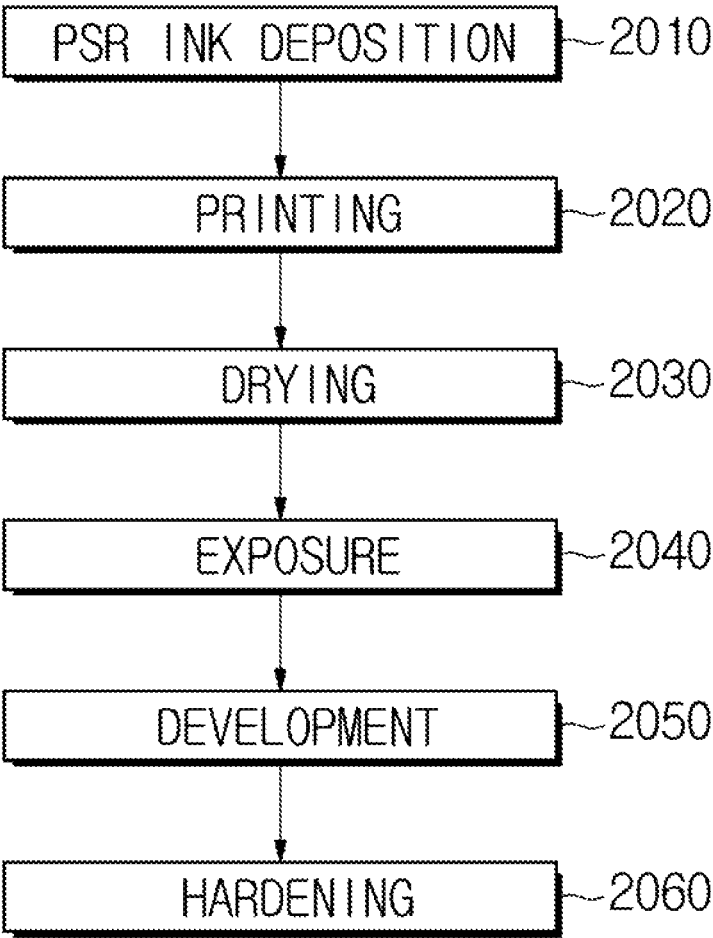 PSR INK DEPOSITION 2010
PRINTING 2020
DRYING 2030
EXPOSURE 2040
DEVELOPMENT 2050
HARDENING 2060